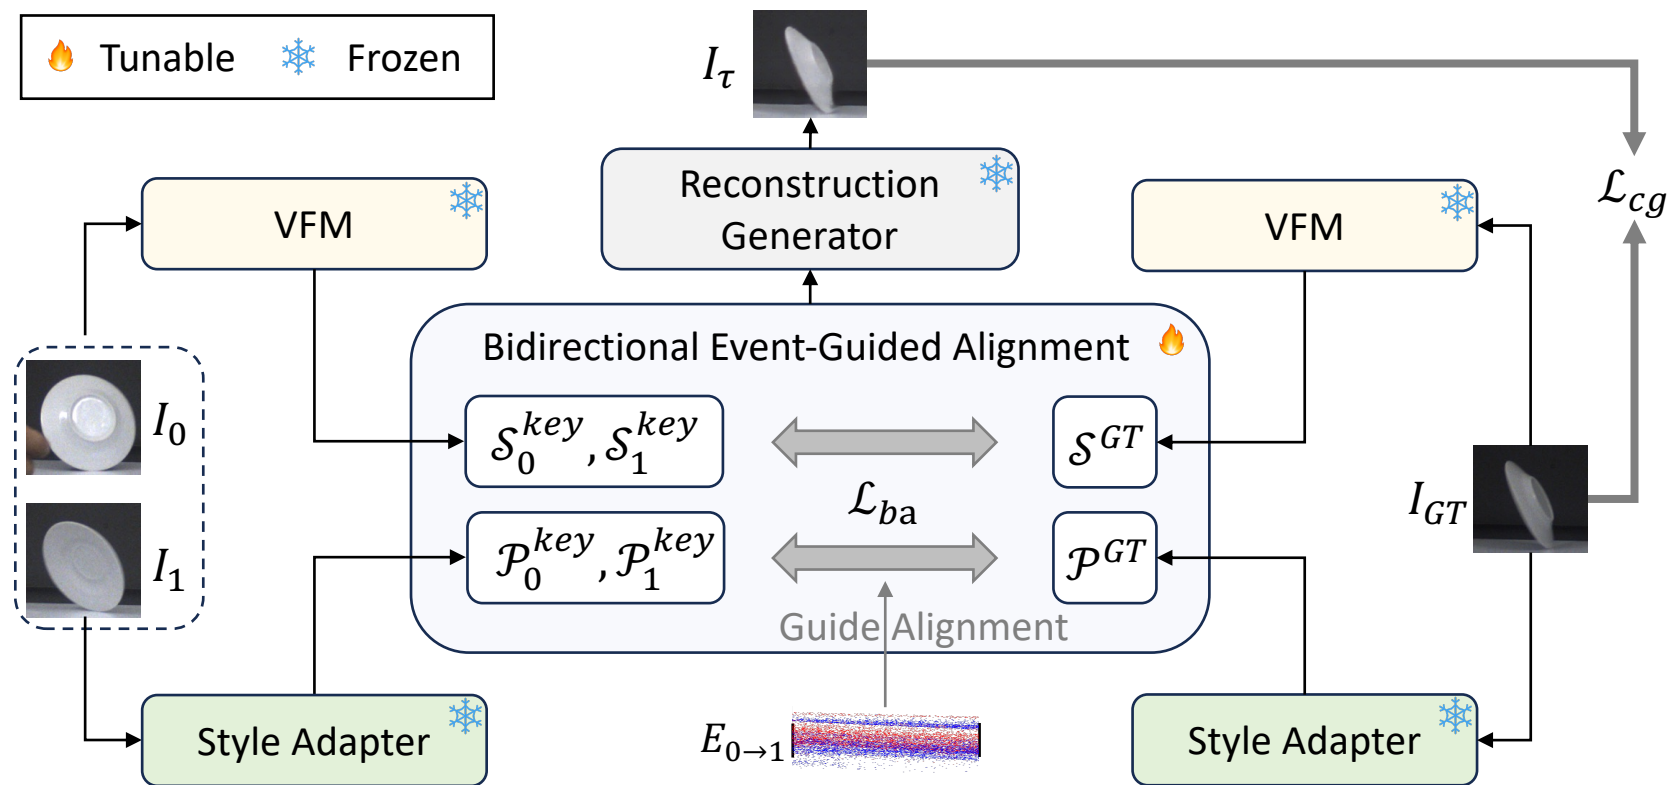 Tunable Frozen
I_τ
Reconstruction
Generator
VFM
VFM
ℒ_cg
Bidirectional Event-Guided Alignment
I_0
𝒮_0^key, 𝒮_1^key
𝒮^GT
ℒ_ba
I_GT
I_1
𝒫_0^key, 𝒫_1^key
𝒫^GT
Guide Alignment
Style Adapter
E_0→1
Style Adapter